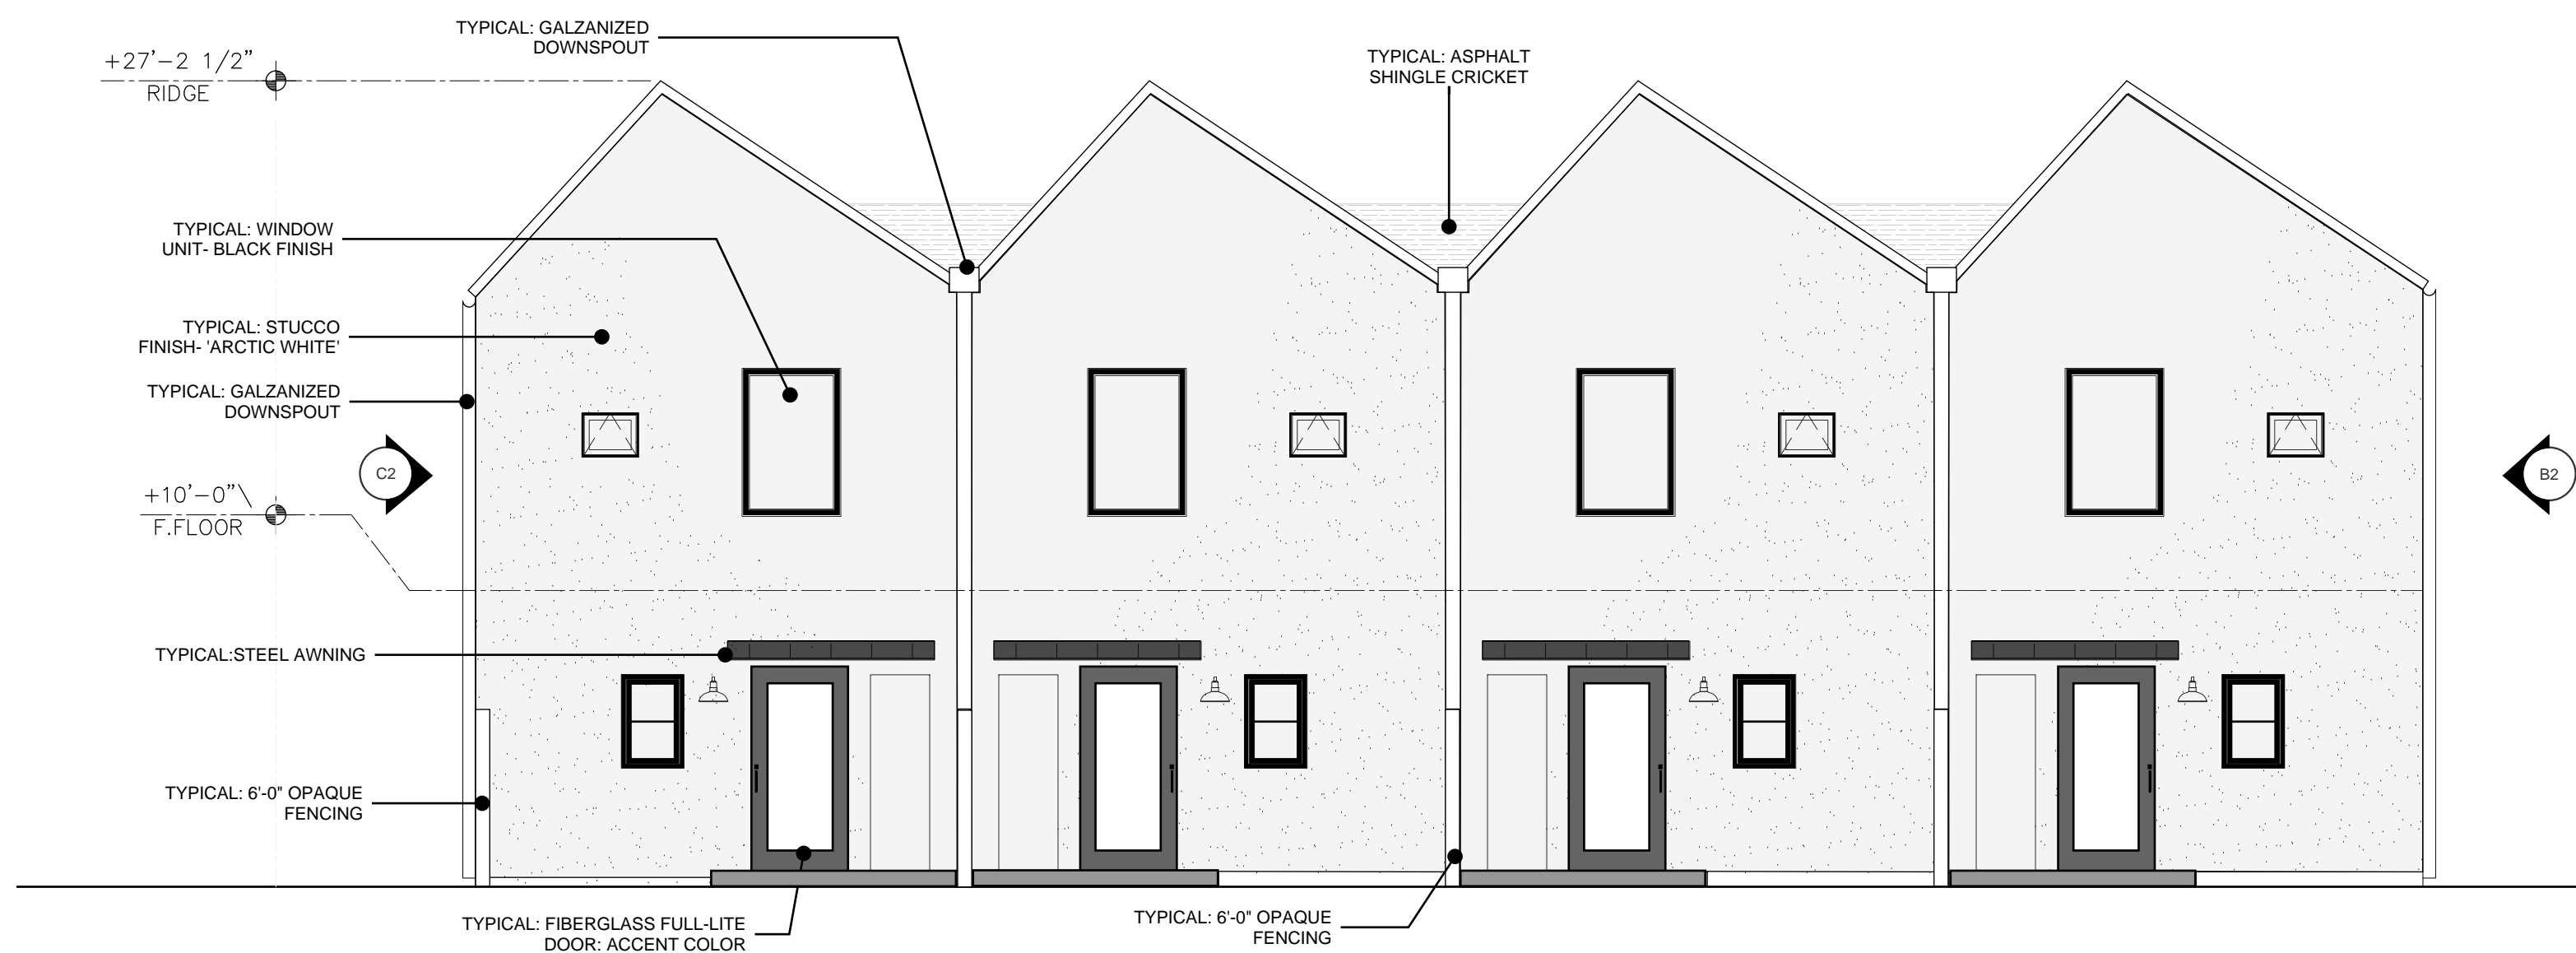 TYPICAL: GALZANIZED
DOWNSPOUT
TYPICAL: ASPHALT
SHINGLE CRICKET
+27'-2 1/2"
RIDGE
TYPICAL: WINDOW
UNIT- BLACK FINISH
TYPICAL: STUCCO
FINISH- 'ARCTIC WHITE'
TYPICAL: GALZANIZED
DOWNSPOUT
C2
B2
+10'-0"\
F.FLOOR
TYPICAL:STEEL AWNING
TYPICAL: 6'-0" OPAQUE
FENCING
TYPICAL: FIBERGLASS FULL-LITE
DOOR: ACCENT COLOR
TYPICAL: 6'-0" OPAQUE
FENCING